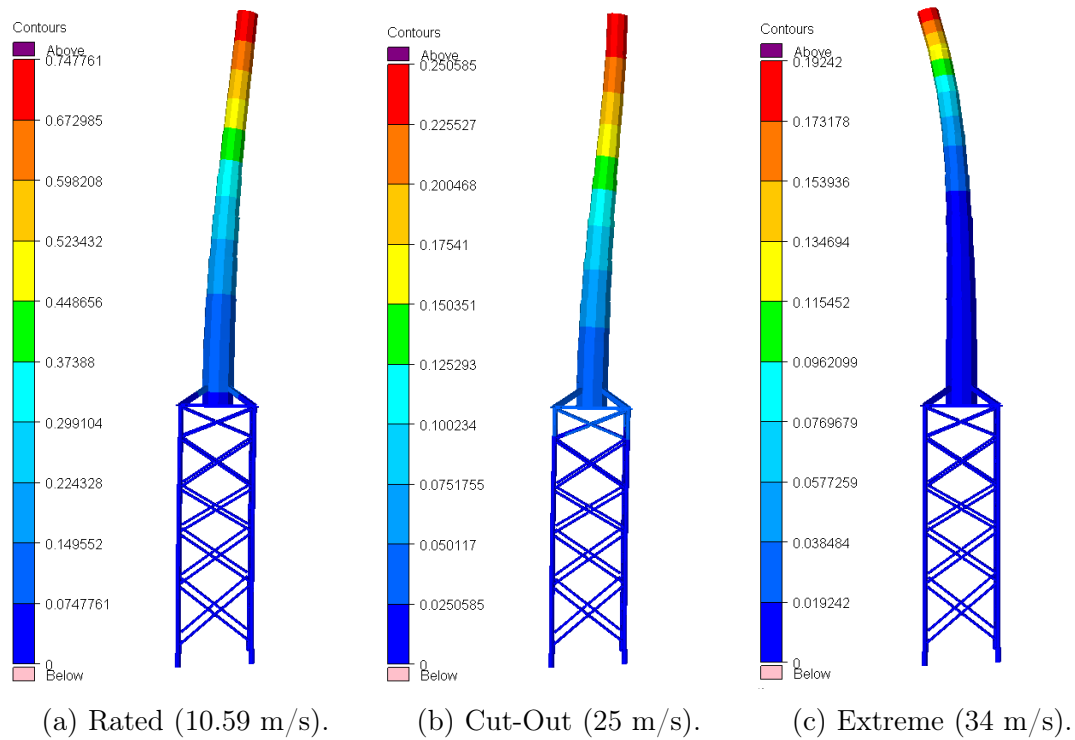 Contours
Above
0.747761
0.672985
0.598208
0.523432
0.448656
0.37388
0.299104
0.224328
0.149552
0.0747761
0
Below
(a) Rated (10.59 m/s).
Contours
Above
0.250585
0.225527
0.200468
0.17541
0.150351
0.125293
0.100234
0.0751755
0.050117
0.0250585
0
Below
(b) Cut-Out (25 m/s).
Contours
Above
0.19242
0.173178
0.153936
0.134694
0.115452
0.0962099
0.0769679
0.0577259
0.038484
0.019242
0
Below
(c) Extreme (34 m/s).